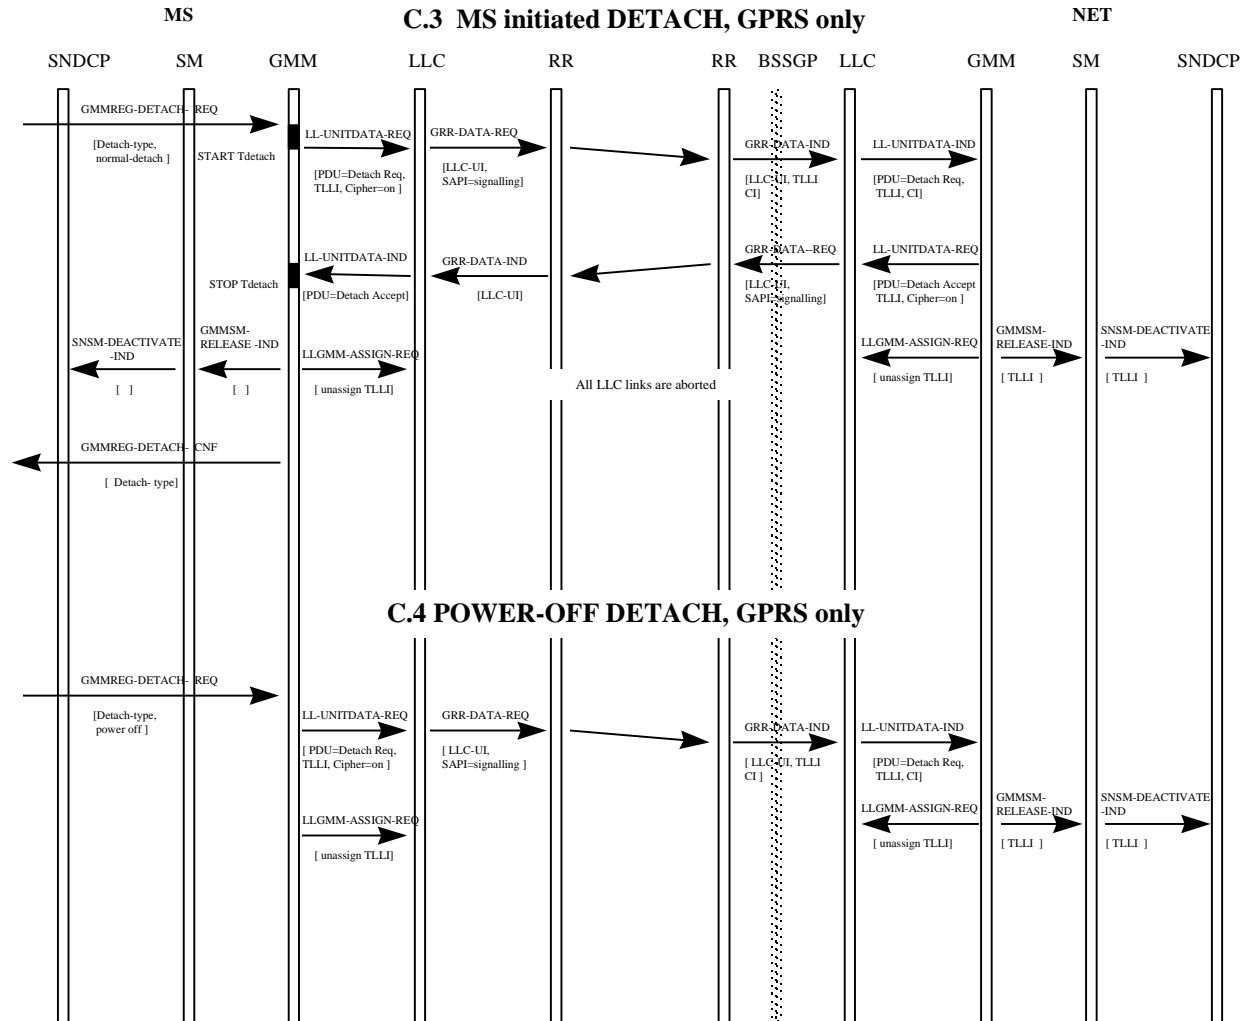 MS
C.3 MS initiated DETACH, GPRS only
NET
SNDCP SM GMM LLC RR RR BSSGP LLC GMM SM SNDCP
GMMREG-DETACH- REQ
[Detach-type,
normal-detach ]
START Tdetach
LL-UNITDATA-REQ
[PDU=Detach Req,
TLLI, Cipher=on ]
GRR-DATA-REQ
[LLC-UI,
SAPI=signalling]
GRR-DATA-IND
[LLC-UI, TLLI
CI]
LL-UNITDATA-IND
[PDU=Detach Req,
TLLI, CI]
LL-UNITDATA-IND
[PDU=Detach Accept]
STOP Tdetach
GRR-DATA-IND
[LLC-UI]
GRR-DATA--REQ
[LLC-UI,
SAPI=signalling]
LL-UNITDATA-REQ
[PDU=Detach Accept
TLLI, Cipher=on ]
SNSM-DEACTIVATE
-IND
[ ]
GMMSM-
RELEASE -IND
[ ]
LLGMM-ASSIGN-REQ
[ unassign TLLI]
All LLC links are aborted
LLGMM-ASSIGN-REQ
[ unassign TLLI]
GMMSM-
RELEASE-IND
[ TLLI ]
SNSM-DEACTIVATE
-IND
[ TLLI ]
GMMREG-DETACH- CNF
[ Detach- type]
C.4 POWER-OFF DETACH, GPRS only
GMMREG-DETACH- REQ
[Detach-type,
power off ]
LL-UNITDATA-REQ
[ PDU=Detach Req,
TLLI, Cipher=on ]
GRR-DATA-REQ
[ LLC-UI,
SAPI=signalling ]
GRR-DATA-IND
[ LLC-UI, TLLI
CI ]
LL-UNITDATA-IND
[PDU=Detach Req,
TLLI, CI]
LLGMM-ASSIGN-REQ
[ unassign TLLI]
LLGMM-ASSIGN-REQ
[ unassign TLLI]
GMMSM-
RELEASE-IND
[ TLLI ]
SNSM-DEACTIVATE
-IND
[ TLLI ]